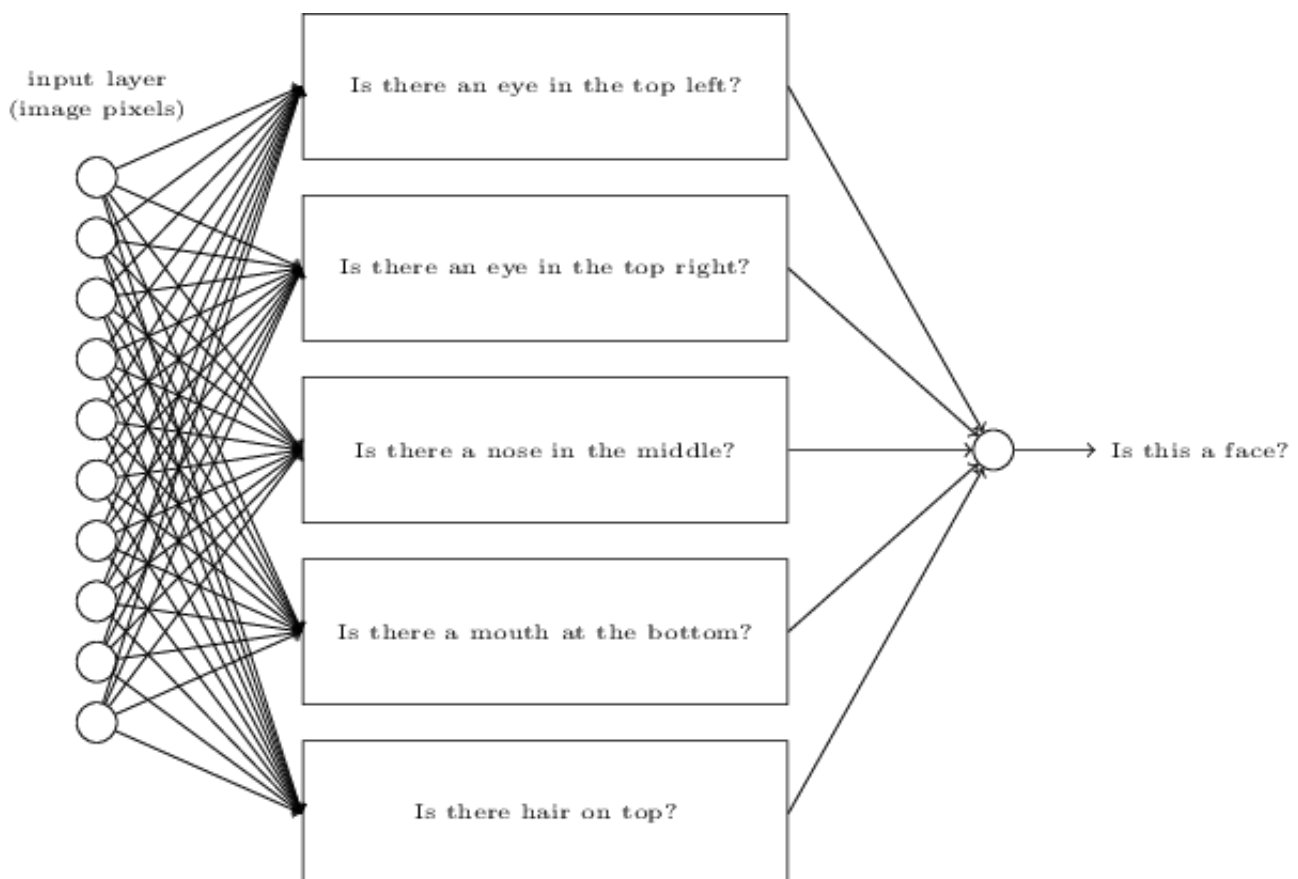 input layer
(image pixels)
Is there an eye in the top left?
Is there an eye in the top right?
Is there a nose in the middle?
Is this a face?
Is there a mouth at the bottom?
Is there hair on top?